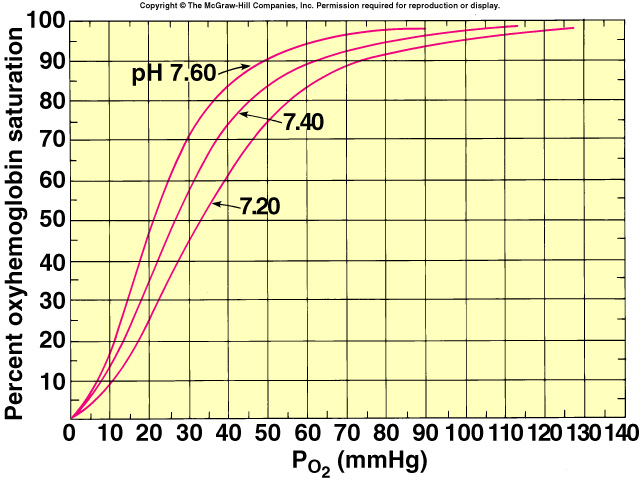 Copyright © The McGraw-Hill Companies, Inc. Permission required for reproduction or display.
Percent oxyhemoglobin saturation
100
90
80
70
60
50
40
30
20
10
pH 7.60
7.40
7.20
0 10 20 30 40 50 60 70 80 90 100 110 120 130 140
PO2 (mmHg)